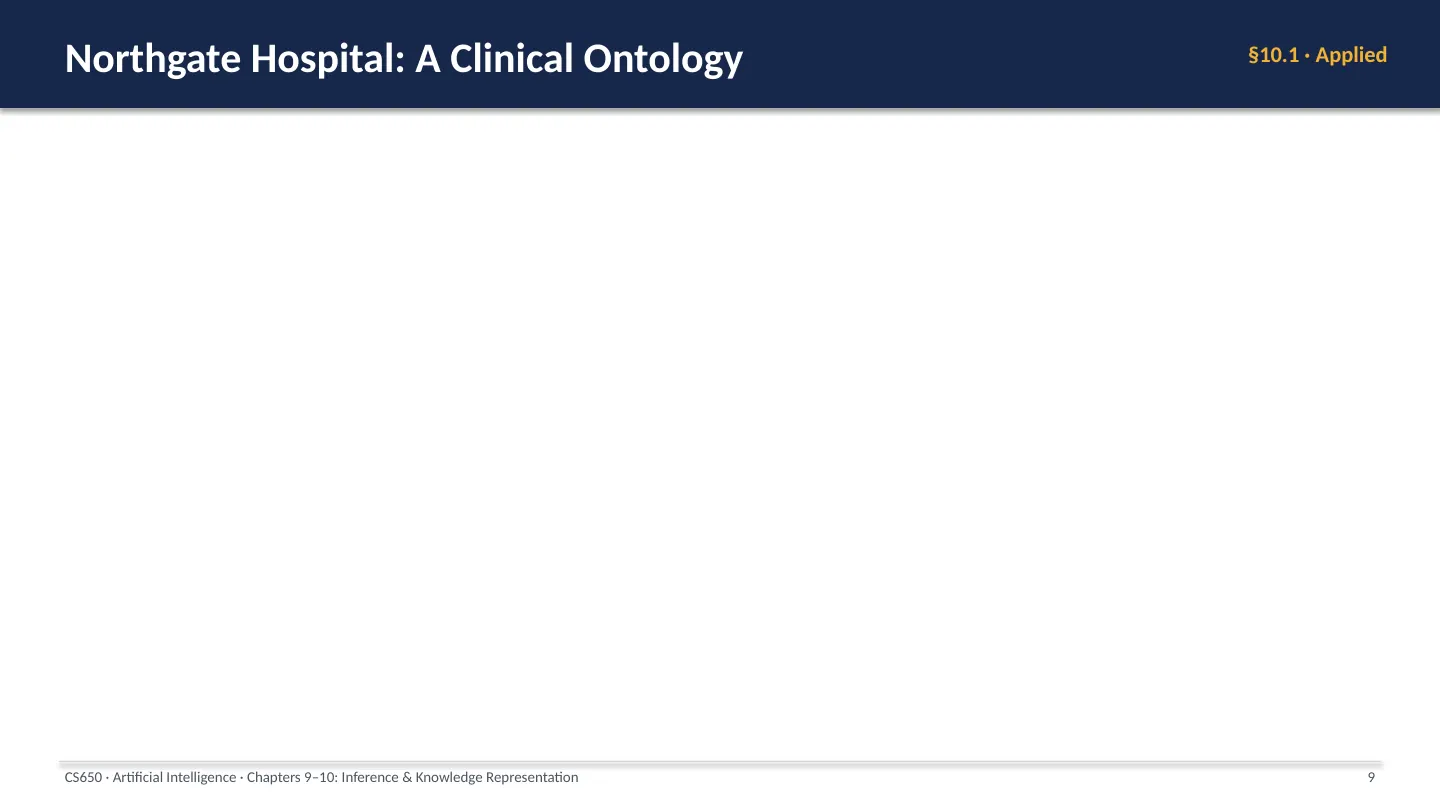 Northgate Hospital: A Clinical Ontology
§10.1 · Applied
CS650 · Artificial Intelligence · Chapters 9–10: Inference & Knowledge Representation
9